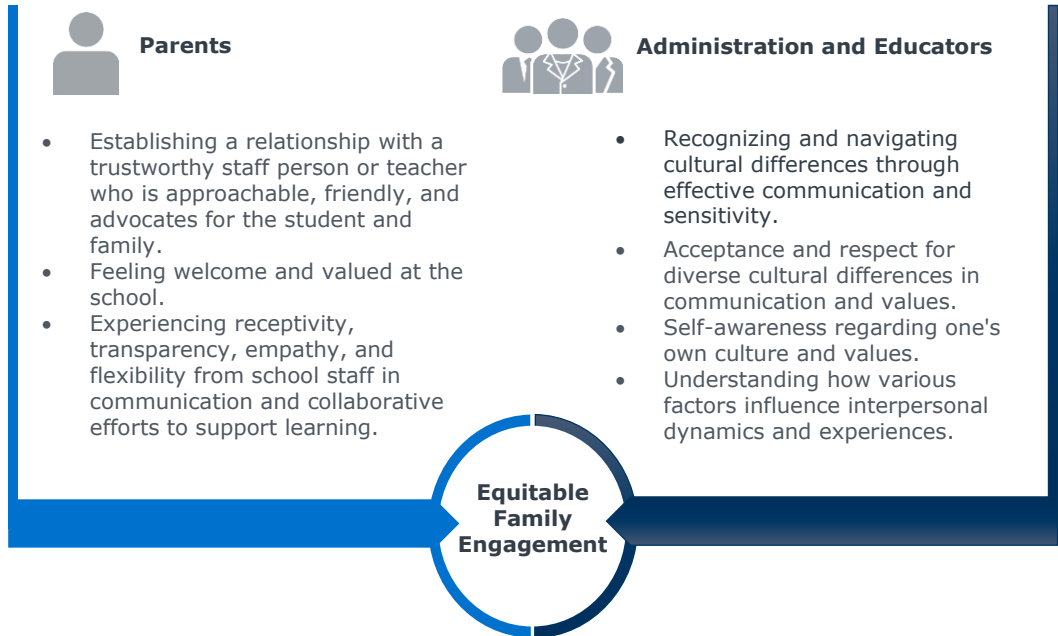 Parents
• Establishing a relationship with a
trustworthy staff person or teacher
who is approachable, friendly, and
advocates for the student and
family.
• Feeling welcome and valued at the
school.
• Experiencing receptivity,
transparency, empathy, and
flexibility from school staff in
communication and collaborative
efforts to support learning.
Administration and Educators
• Recognizing and navigating
cultural differences through
effective communication and
sensitivity.
• Acceptance and respect for
diverse cultural differences in
communication and values.
• Self-awareness regarding one's
own culture and values.
• Understanding how various
factors influence interpersonal
dynamics and experiences.
Equitable
Family
Engagement